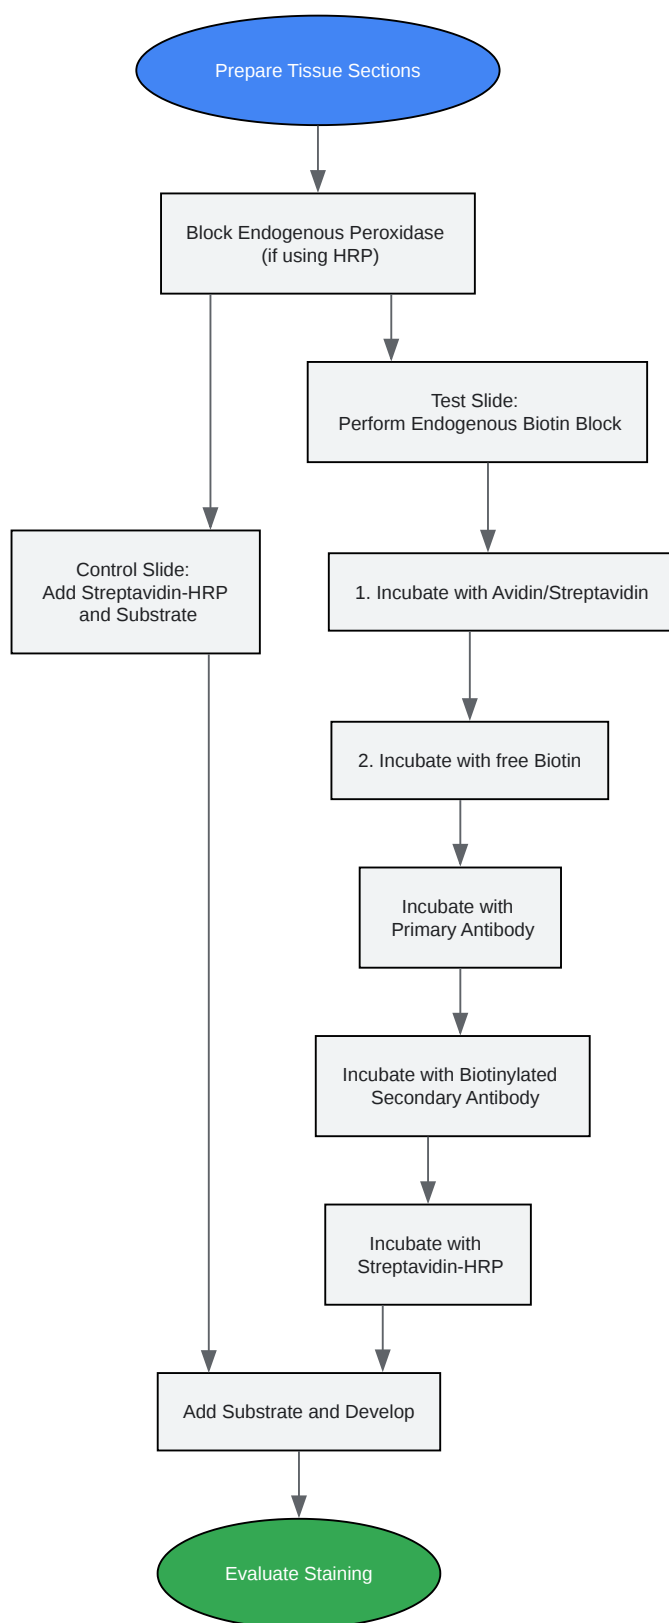 Prepare Tissue Sections
Block Endogenous Peroxidase
(if using HRP)
Test Slide:
Perform Endogenous Biotin Block
Control Slide:
Add Streptavidin-HRP
and Substrate
1. Incubate with Avidin/Streptavidin
2. Incubate with free Biotin
Incubate with
Primary Antibody
Incubate with Biotinylated
Secondary Antibody
Incubate with
Streptavidin-HRP
Add Substrate and Develop
Evaluate Staining